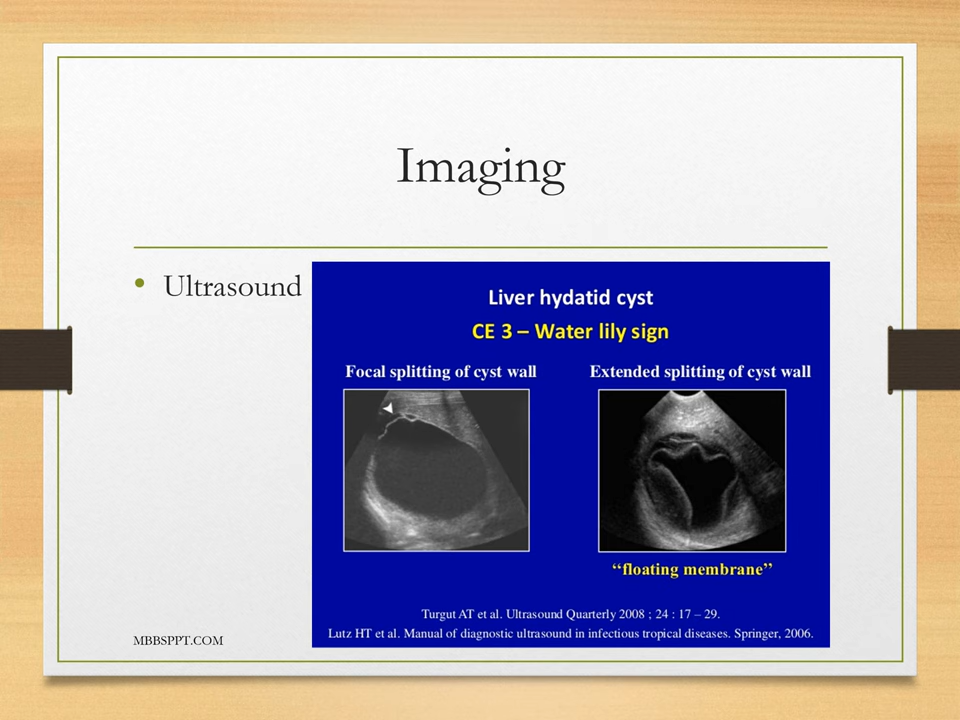 Imaging
• Ultrasound
Liver hydatid cyst
CE 3 – Water lily sign
Focal splitting of cyst wall
Extended splitting of cyst wall
“floating membrane”
Turgut AT et al. Ultrasound Quarterly 2008 ; 24 : 17 – 29.
Lutz HT et al. Manual of diagnostic ultrasound in infectious tropical diseases. Springer, 2006.
MBBSPPT.COM